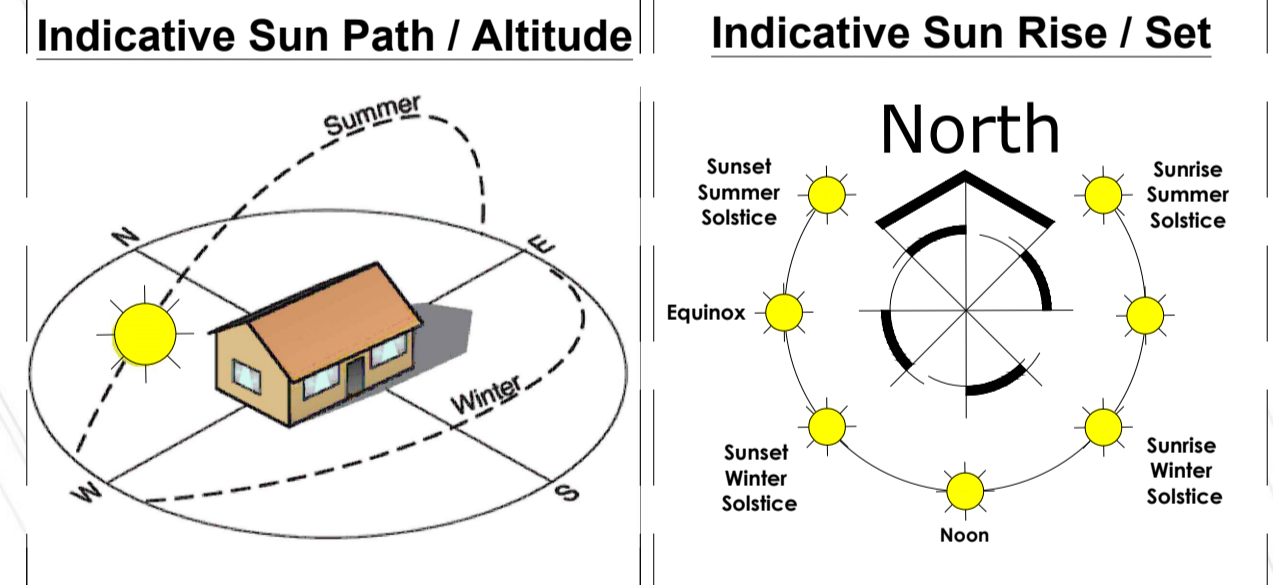 Indicative Sun Path / Altitude
Summer
N
E
Winter
W
S
Indicative Sun Rise / Set
North
Sunset
Summer
Solstice
Sunrise
Summer
Solstice
Equinox
Sunset
Winter
Solstice
Sunrise
Winter
Solstice
Noon